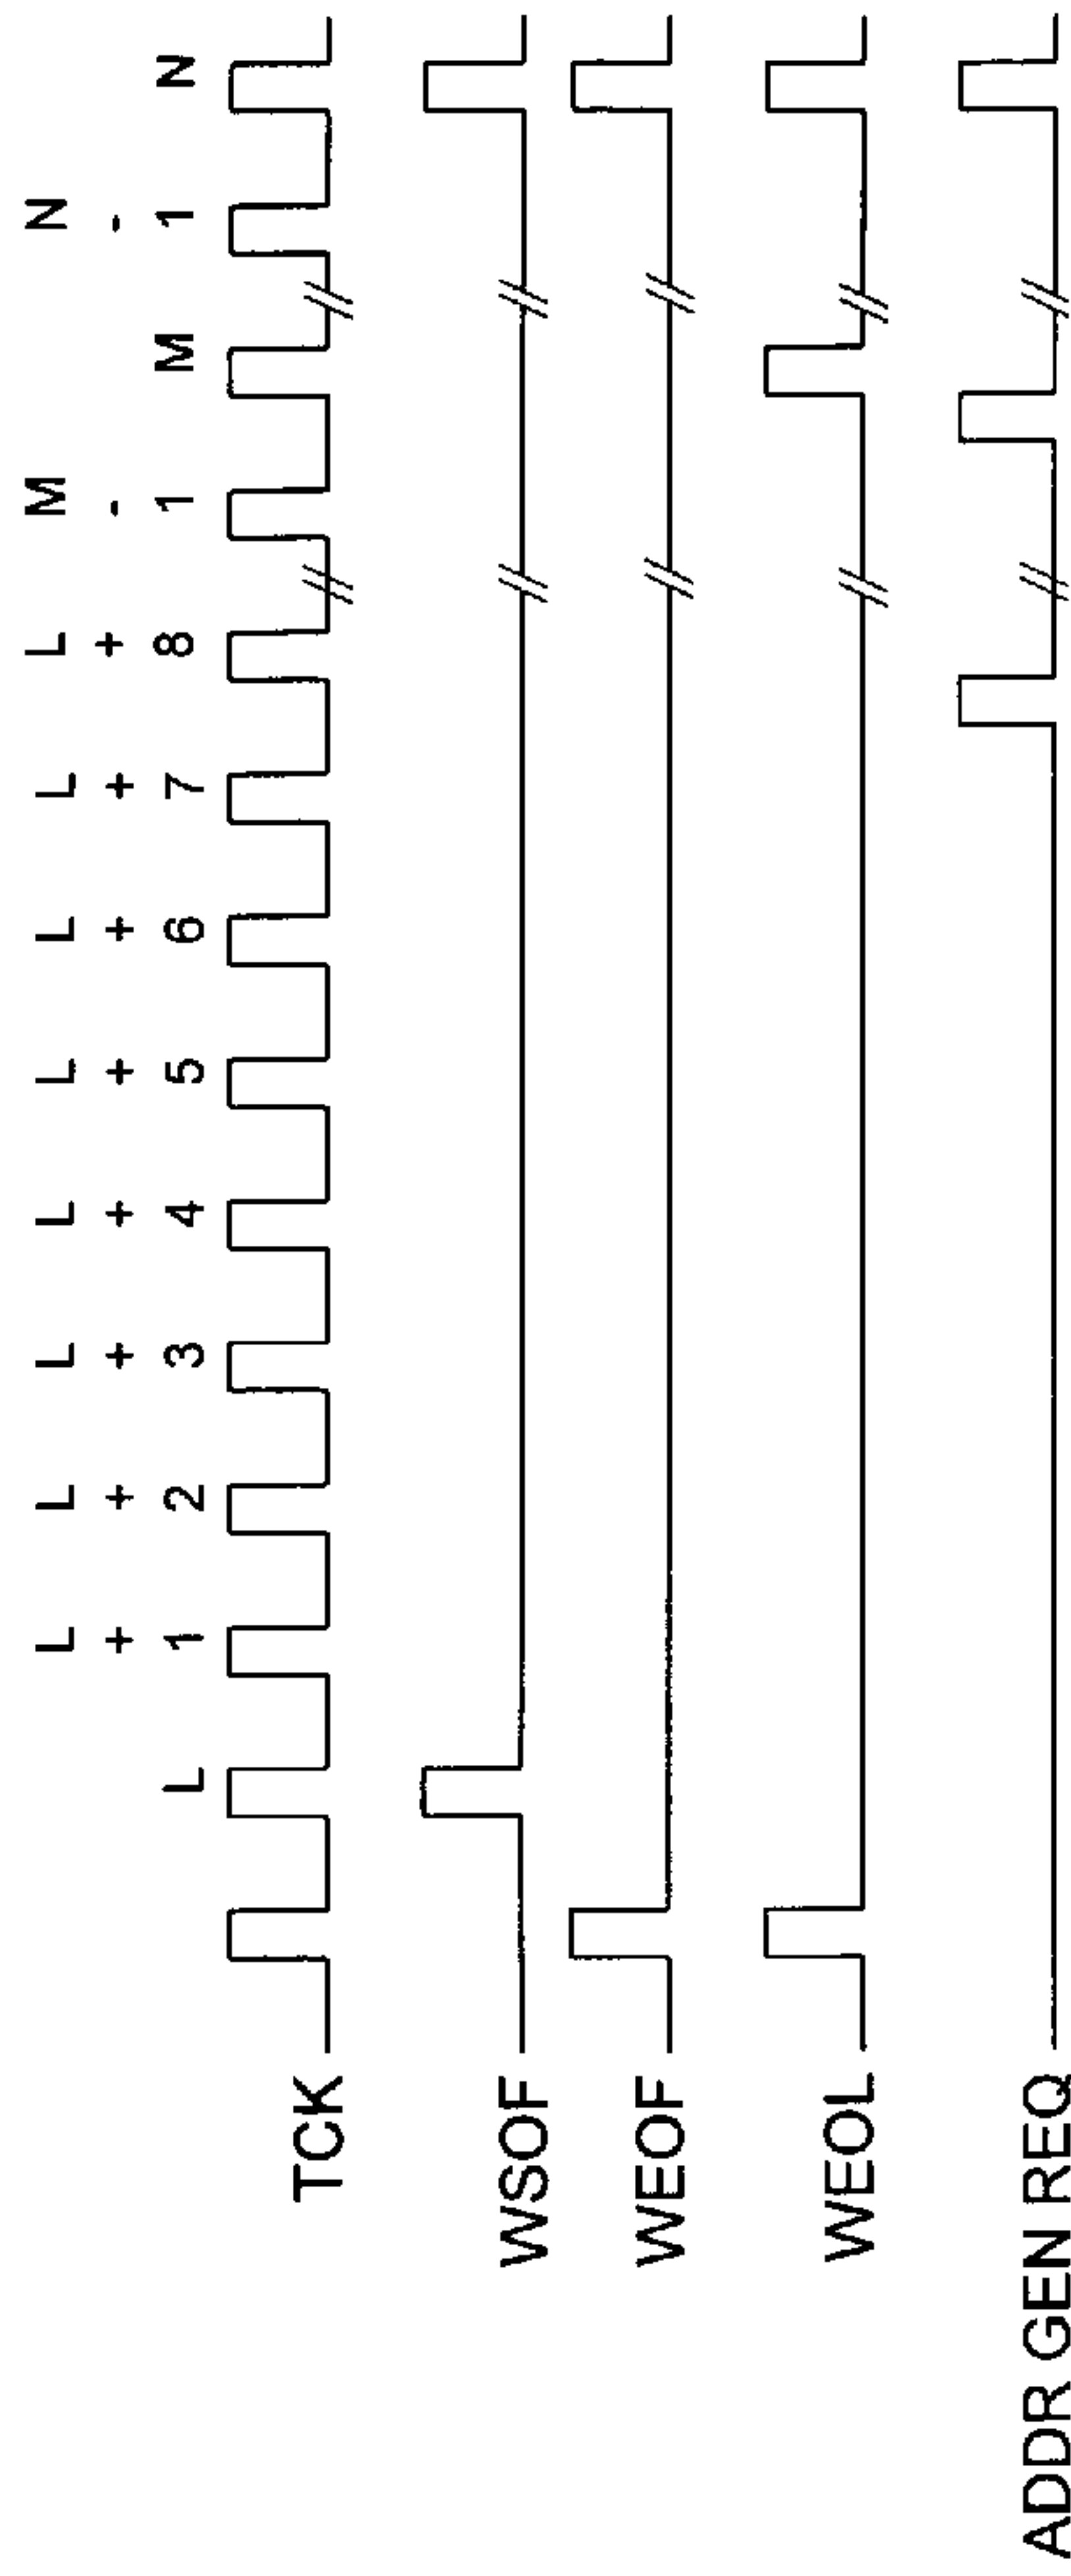 L
L+1
L+2
L+3
L+4
L+5
L+6
L+7
L+8
M-1
M
N-1
N
TCK
WSOF
WEOF
WEOL
ADDR GEN REQ